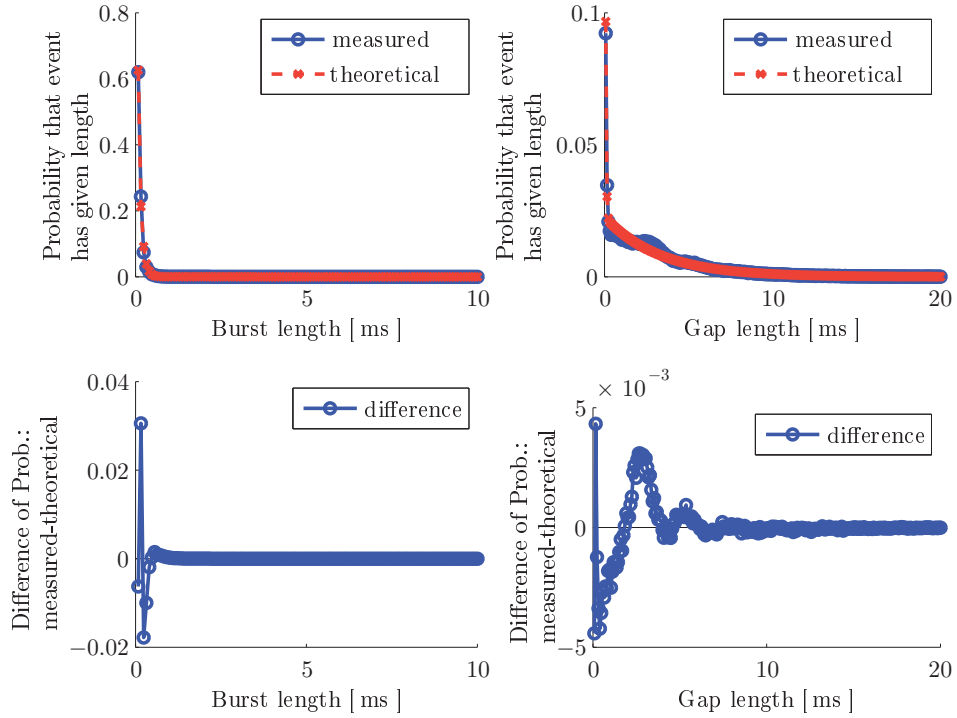 Probability that event
has given length
0.8
0.6
0.4
0.2
0
0
5
10
Burst length [ms]
measured
theoretical
Probability that event
has given length
0.1
0.05
0
0
10
20
Gap length [ms]
measured
theoretical
Difference of Prob.:
measured-theoretical
0.04
0.02
0
−0.02
0
5
10
Burst length [ms]
difference
Difference of Prob.:
measured-theoretical
× 10⁻³
5
0
−5
0
10
20
Gap length [ms]
difference